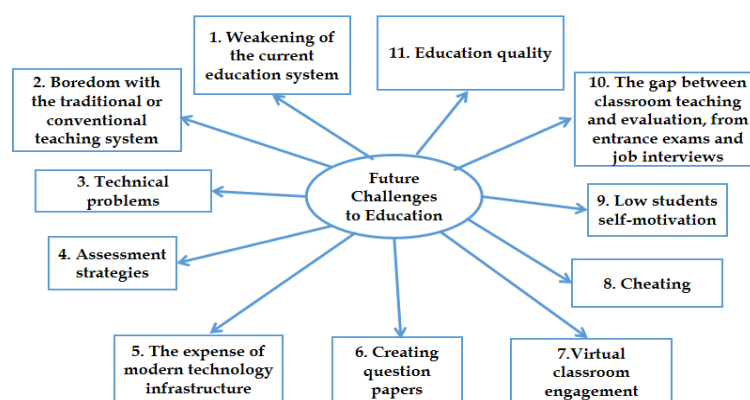 1. Weakening of
the current
education system
2. Boredom with
the traditional or
conventional
teaching system
3. Technical
problems
4. Assessment
strategies
5. The expense of
modern technology
infrastructure
6. Creating
question
papers
7.Virtual
classroom
engagement
8. Cheating
9. Low students
self-motivation
10. The gap between
classroom teaching
and evaluation, from
entrance exams and
job interviews
11. Education quality
Future
Challenges
to Education